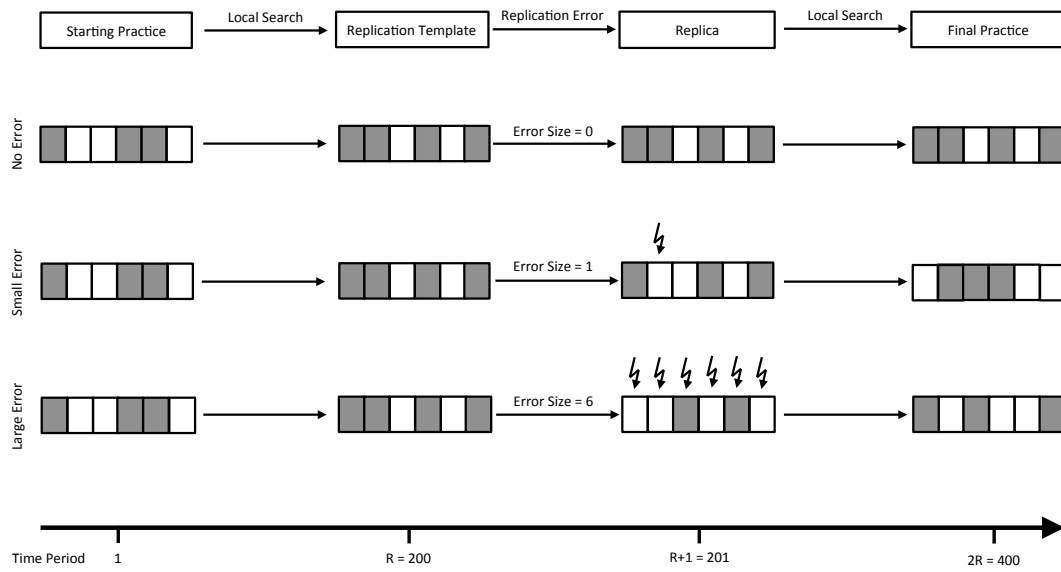 Starting Practice
Local Search
Replication Template
Replication Error
Replica
Local Search
Final Practice
No Error
Error Size = 0
Small Error
Error Size = 1
Large Error
Error Size = 6
Time Period
1
R = 200
R+1 = 201
2R = 400